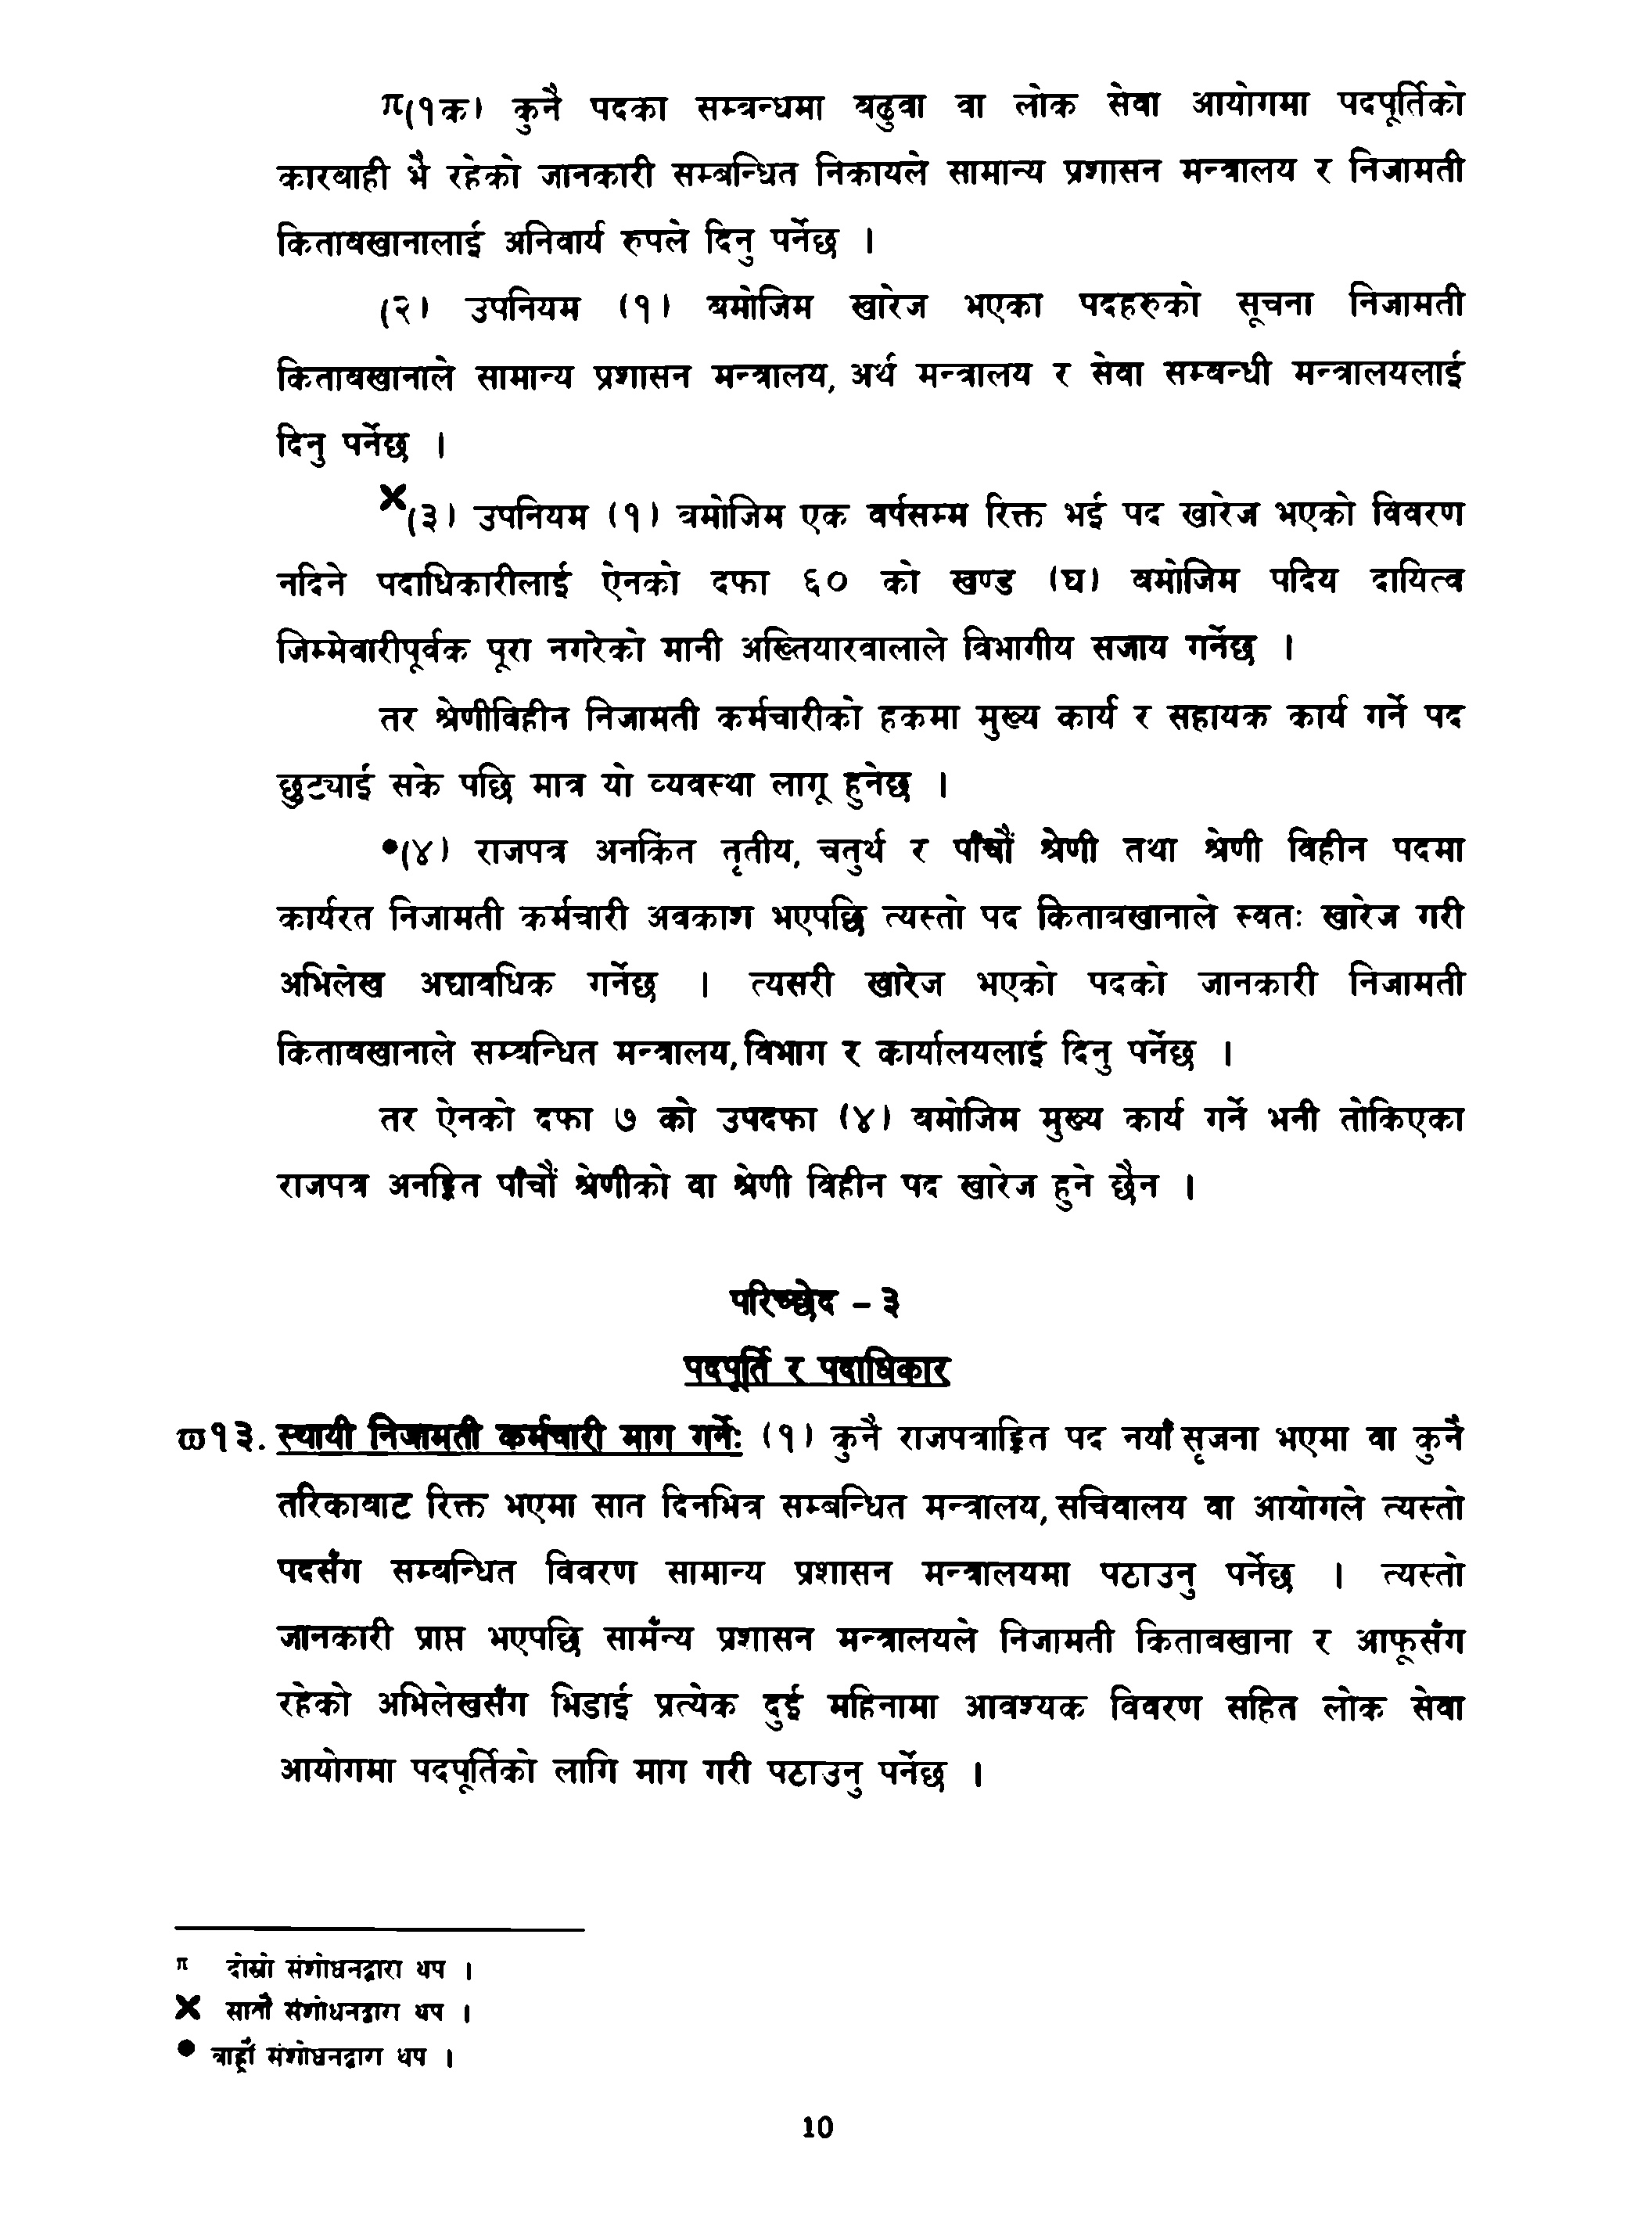 π(१क) कुनै पदका सम्बन्धमा बढुवा वा लोक सेवा आयोगमा पदपूर्तिको
कारवाही भै रहेको जानकारी सम्बन्धित निकायले सामान्य प्रशासन मन्त्रालय र निजामती
किताबखानालाई अनिवार्य रुपले दिनु पर्नेछ ।
(२) उपनियम (१) बमोजिम खारेज भएका पदहरुको सूचना निजामती
किताबखानाले सामान्य प्रशासन मन्त्रालय, अर्थ मन्त्रालय र सेवा सम्बन्धी मन्त्रालयलाई
दिनु पर्नेछ ।
×(३) उपनियम (१) बमोजिम एक वर्षसम्म रिक्त भई पद खारेज भएको विवरण
नदिने पदाधिकारीलाई ऐनको दफा ६० को खण्ड (घ) बमोजिम पदिय दायित्व
जिम्मेवारीपूर्वक पूरा नगरेको मानी अख्तियारवालाले विभागीय सजाय गर्नेछ ।
तर श्रेणीविहीन निजामती कर्मचारीको हकमा मुख्य कार्य र सहायक कार्य गर्ने पद
छुट्याई सके पछि मात्र यो व्यवस्था लागू हुनेछ ।
●(४) राजपत्र अनंकित तृतीय, चतुर्थ र पाँचौं श्रेणी तथा श्रेणी विहीन पदमा
कार्यरत निजामती कर्मचारी अवकाश भएपछि त्यस्तो पद किताबखानाले स्वतः खारेज गरी
अभिलेख अद्यावधिक गर्नेछ । त्यसरी खारेज भएको पदको जानकारी निजामती
किताबखानाले सम्बन्धित मन्त्रालय, विभाग र कार्यालयलाई दिनु पर्नेछ ।
तर ऐनको दफा ७ को उपदफा (४) बमोजिम मुख्य कार्य गर्ने भनी तोकिएका
राजपत्र अनङ्कित पाँचौं श्रेणीको वा श्रेणी विहीन पद खारेज हुने छैन ।
परिच्छेद – ३
पदपूर्ति र पदाधिकार
ϖ१३. स्थायी निजामती कर्मचारी माग गर्नेः (१) कुनै राजपत्राङ्कित पद नयाँ सृजना भएमा वा कुनै
तरिकाबाट रिक्त भएमा सात दिनभित्र सम्बन्धित मन्त्रालय, सचिवालय वा आयोगले त्यस्तो
पदसँग सम्बन्धित विवरण सामान्य प्रशासन मन्त्रालयमा पठाउनु पर्नेछ । त्यस्तो
जानकारी प्राप्त भएपछि सामँन्य प्रशासन मन्त्रालयले निजामती किताबखाना र आफूसँग
रहेको अभिलेखसँग भिडाई प्रत्येक दुई महिनामा आवश्यक विवरण सहित लोक सेवा
आयोगमा पदपूर्तिको लागि माग गरी पठाउनु पर्नेछ ।
π दोस्रो संशोधनद्वारा थप ।
× सातौं संशोधनद्वारा थप ।
● बाह्रौं संशोधनद्वारा थप ।
10